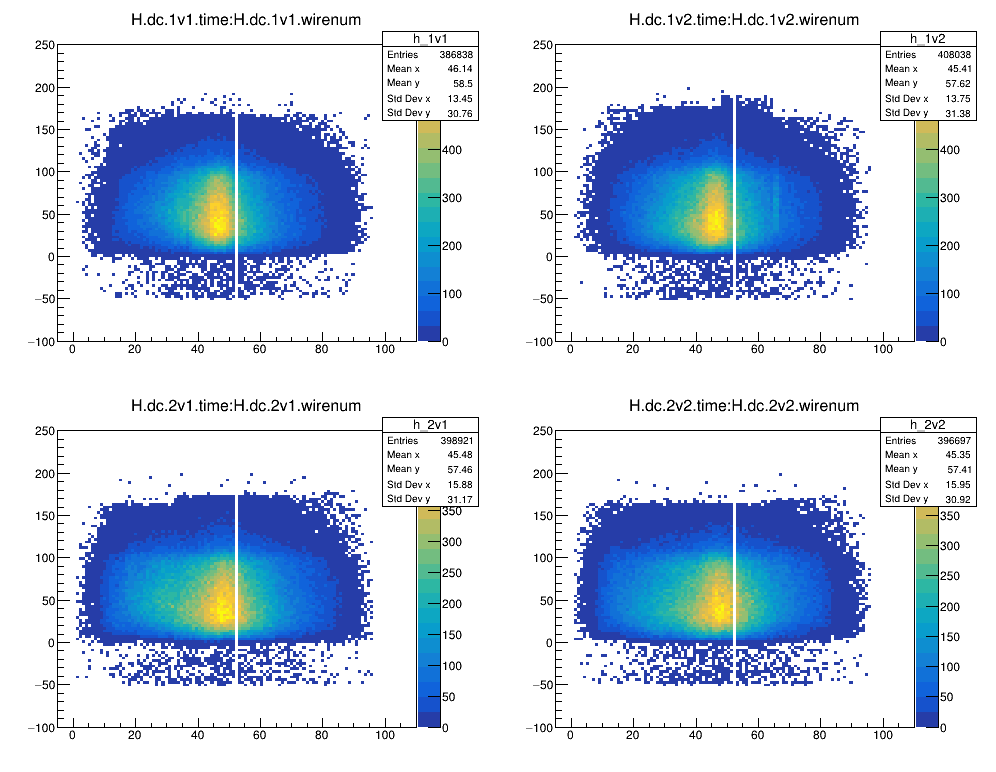 H.dc.1v1.time:H.dc.1v1.wirenum
h_1v1
Entries 386838
Mean x 46.14
Mean y 58.5
Std Dev x 13.45
Std Dev y 30.76
250
200
150
100
50
0
−50
−100
0 20 40 60 80 100
400
300
200
100
0
H.dc.1v2.time:H.dc.1v2.wirenum
h_1v2
Entries 408038
Mean x 45.41
Mean y 57.62
Std Dev x 13.75
Std Dev y 31.38
250
200
150
100
50
0
−50
−100
0 20 40 60 80 100
400
300
200
100
0
H.dc.2v1.time:H.dc.2v1.wirenum
h_2v1
Entries 398921
Mean x 45.48
Mean y 57.46
Std Dev x 15.88
Std Dev y 31.17
250
200
150
100
50
0
−50
−100
0 20 40 60 80 100
350
300
250
200
150
100
50
0
H.dc.2v2.time:H.dc.2v2.wirenum
h_2v2
Entries 396697
Mean x 45.35
Mean y 57.41
Std Dev x 15.95
Std Dev y 30.92
250
200
150
100
50
0
−50
−100
0 20 40 60 80 100
350
300
250
200
150
100
50
0